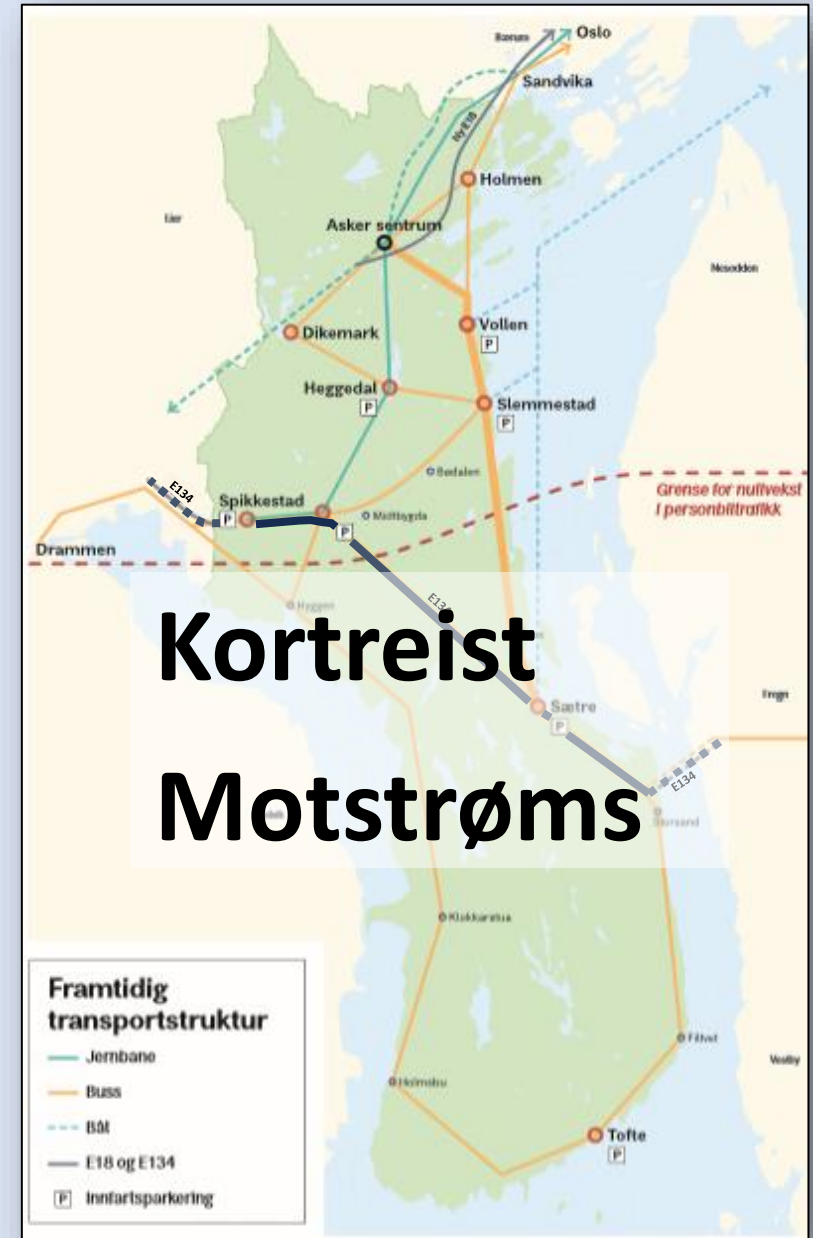 Bærum
Oslo
Sandvika
Ny E18
Holmen
Lier
Asker sentrum
Nesodden
Dikemark
Vollen
P
Heggedal
P
Slemmestad
P
Bødalen
E134
Grense for nullvekst
i personbiltrafikk
Spikkestad
P
Midtbygda
P
Drammen
E134
Kortreist
Sætre
P
Frogn
E134
Motstrøms
Storsand
Klokkarstua
Framtidig
transportstruktur
Jernbane
Buss
Båt
E18 og E134
P Innfartsparkering
Filtvet
Vestby
Holmsbu
Tofte
P